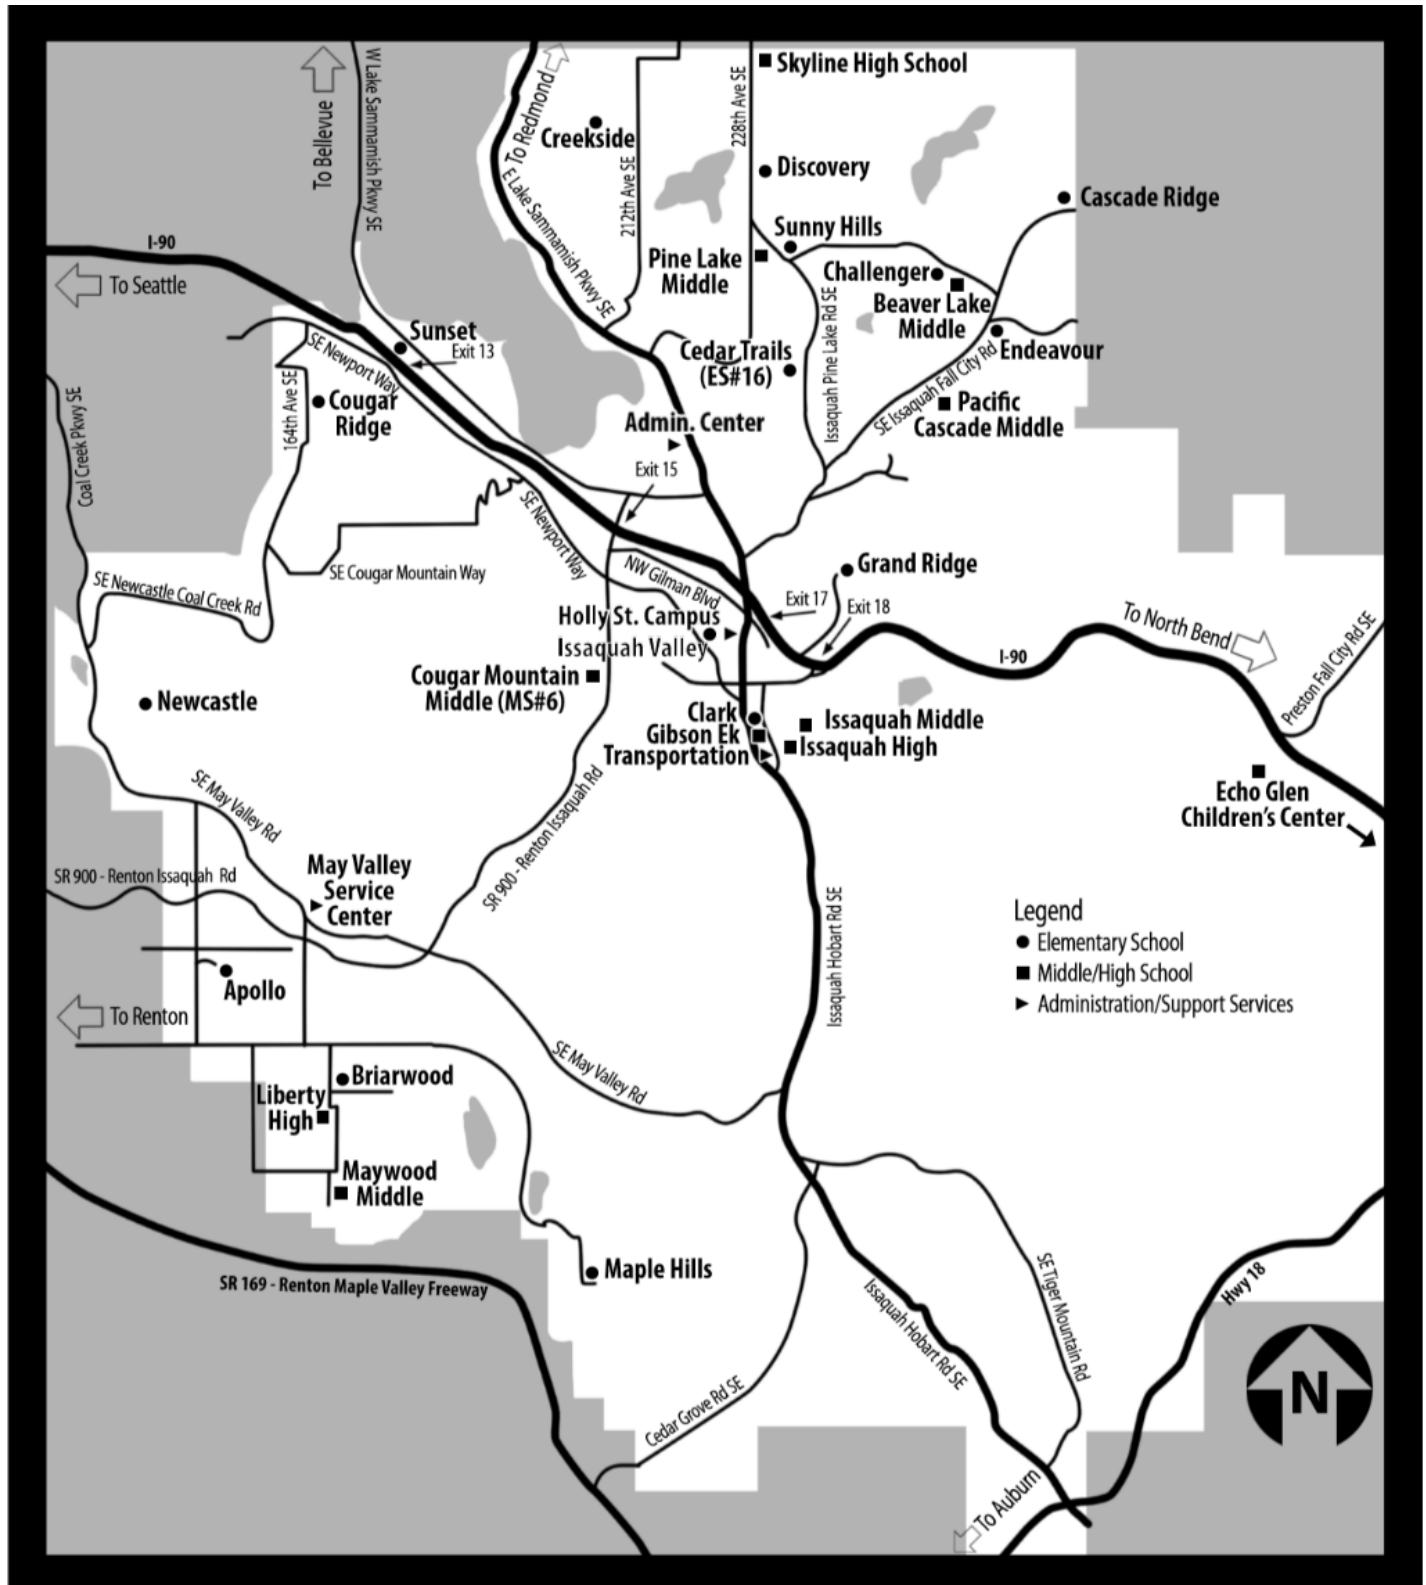 To Bellevue
W Lake Sammamish Pkwy SE
To Redmond
E Lake Sammamish Pkwy SE
Creekside
212th Ave SE
228th Ave SE
Skyline High School
Discovery
Cascade Ridge
Sunny Hills
Pine Lake
Middle
Challenger
Beaver Lake
Middle
Endeavour
I-90
To Seattle
Sunset
Exit 13
SE Newport Way
164th Ave SE
Cougar
Ridge
Cedar Trails
(ES#16)
Issaquah Pine Lake Rd SE
SE Issaquah Fall City Rd
Pacific
Cascade Middle
Admin. Center
Exit 15
Coal Creek Pkwy SE
SE Newport Way
SE Cougar Mountain Way
SE Newcastle Coal Creek Rd
NW Gilman Blvd
Grand Ridge
Exit 17
Exit 18
Holly St. Campus
Issaquah Valley
To North Bend
I-90
Preston Fall City Rd SE
Cougar Mountain
Middle (MS#6)
Newcastle
Clark
Gibson Ek
Transportation
Issaquah Middle
Issaquah High
Echo Glen
Children's Center
SE May Valley Rd
SR 900 - Renton Issaquah Rd
SR 900 - Renton Issaquah Rd
May Valley
Service
Center
Issaquah Hobart Rd SE
Legend
Elementary School
Middle/High School
Administration/Support Services
Apollo
To Renton
SE May Valley Rd
Briarwood
Liberty
High
Maywood
Middle
Maple Hills
SR 169 - Renton Maple Valley Freeway
Issaquah Hobart Rd SE
SE Tiger Mountain Rd
Hwy 18
Cedar Grove Rd SE
To Auburn
N